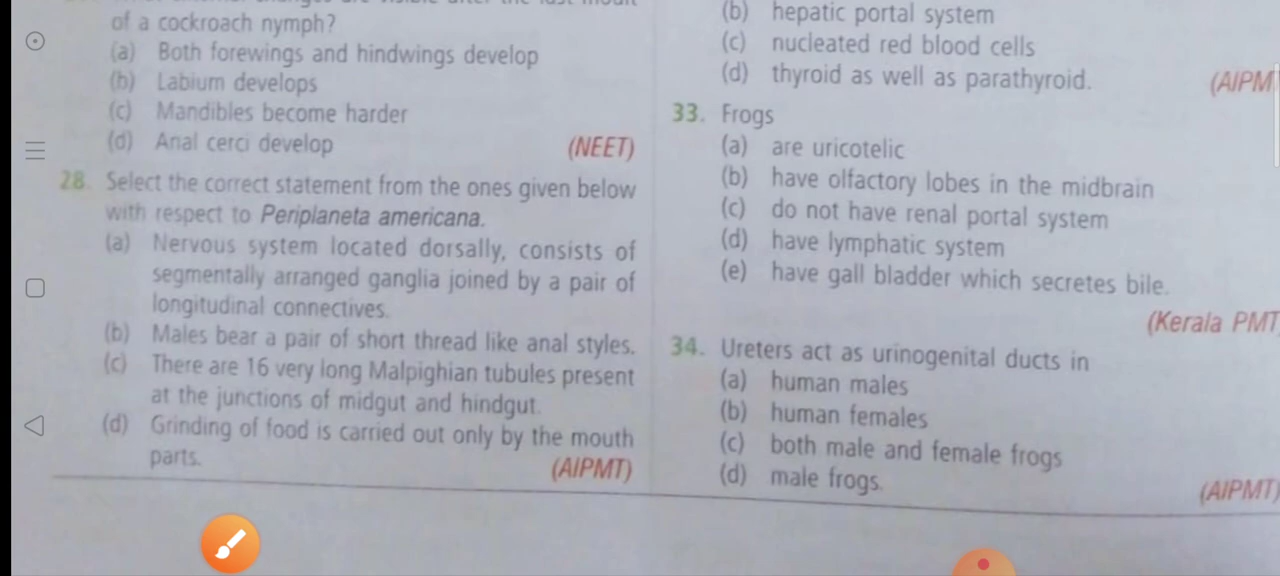 of a cockroach nymph?
(a) Both forewings and hindwings develop
(b) Labium develops
(c) Mandibles become harder
(d) Anal cerci develop (NEET)
28. Select the correct statement from the ones given below
with respect to Periplaneta americana.
(a) Nervous system located dorsally, consists of
segmentally arranged ganglia joined by a pair of
longitudinal connectives.
(b) Males bear a pair of short thread like anal styles.
(c) There are 16 very long Malpighian tubules present
at the junctions of midgut and hindgut.
(d) Grinding of food is carried out only by the mouth
parts. (AIPMT)
(b) hepatic portal system
(c) nucleated red blood cells
(d) thyroid as well as parathyroid. (AIPM
33. Frogs
(a) are uricotelic
(b) have olfactory lobes in the midbrain
(c) do not have renal portal system
(d) have lymphatic system
(e) have gall bladder which secretes bile.
(Kerala PMT
34. Ureters act as urinogenital ducts in
(a) human males
(b) human females
(c) both male and female frogs
(d) male frogs. (AIPMT)